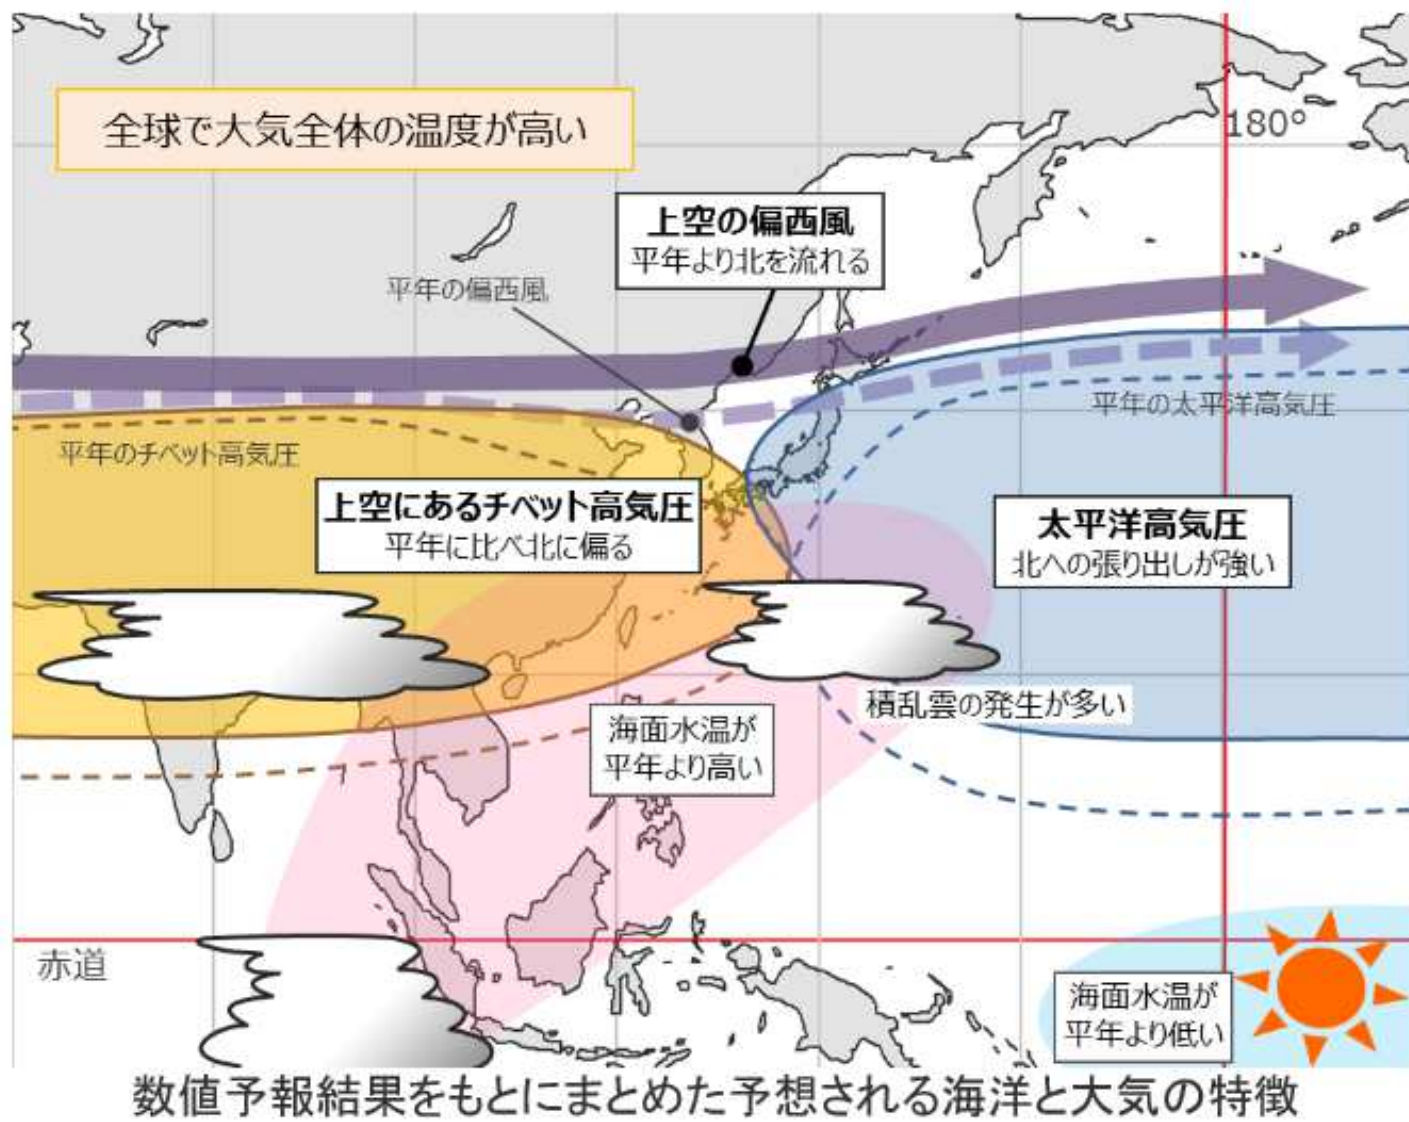 全球で大気全体の温度が高い
180°
上空の偏西風
平年より北を流れる
平年の偏西風
平年の太平洋高気圧
平年のチベット高気圧
上空にあるチベット高気圧
平年に比べ北に偏る
太平洋高気圧
北への張り出しが強い
積乱雲の発生が多い
海面水温が
平年より高い
赤道
海面水温が
平年より低い
数値予報結果をもとにまとめた予想される海洋と大気の特徴